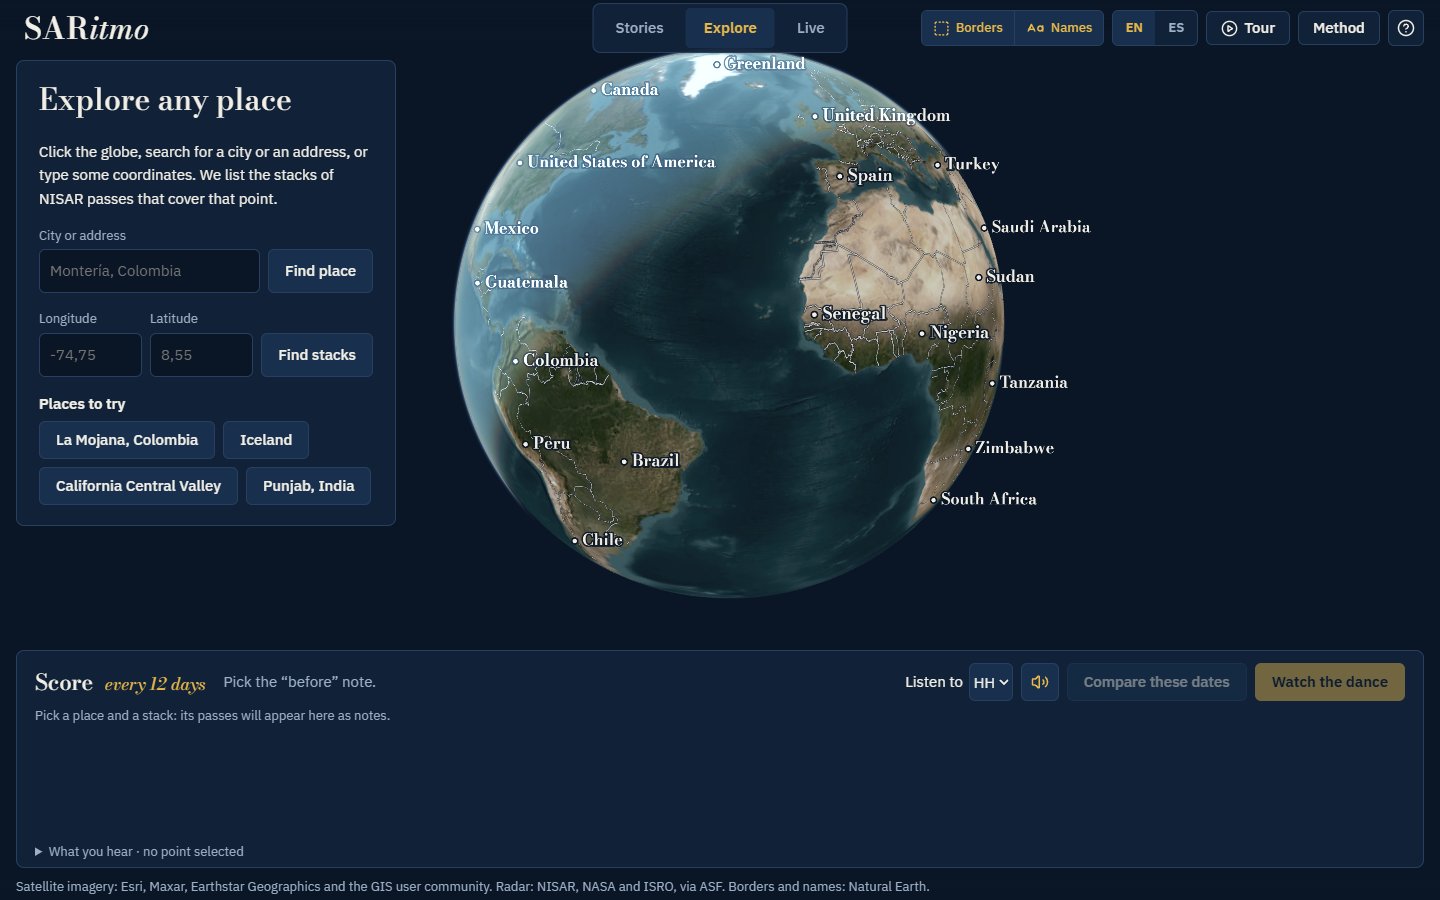 SARitmo
Stories Explore Live
Borders Names EN ES Tour Method
Explore any place
Click the globe, search for a city or an address, or
type some coordinates. We list the stacks of
NISAR passes that cover that point.
City or address
Montería, Colombia Find place
Longitude Latitude
-74,75 8,55 Find stacks
Places to try
La Mojana, Colombia Iceland
California Central Valley Punjab, India
Greenland
Canada
United Kingdom
United States of America
Turkey
Spain
Mexico
Saudi Arabia
Sudan
Guatemala
Senegal
Nigeria
Colombia
Tanzania
Peru
Zimbabwe
Brazil
South Africa
Chile
Score every 12 days Pick the “before” note. Listen to HH Compare these dates Watch the dance
Pick a place and a stack: its passes will appear here as notes.
What you hear · no point selected
Satellite imagery: Esri, Maxar, Earthstar Geographics and the GIS user community. Radar: NISAR, NASA and ISRO, via ASF. Borders and names: Natural Earth.